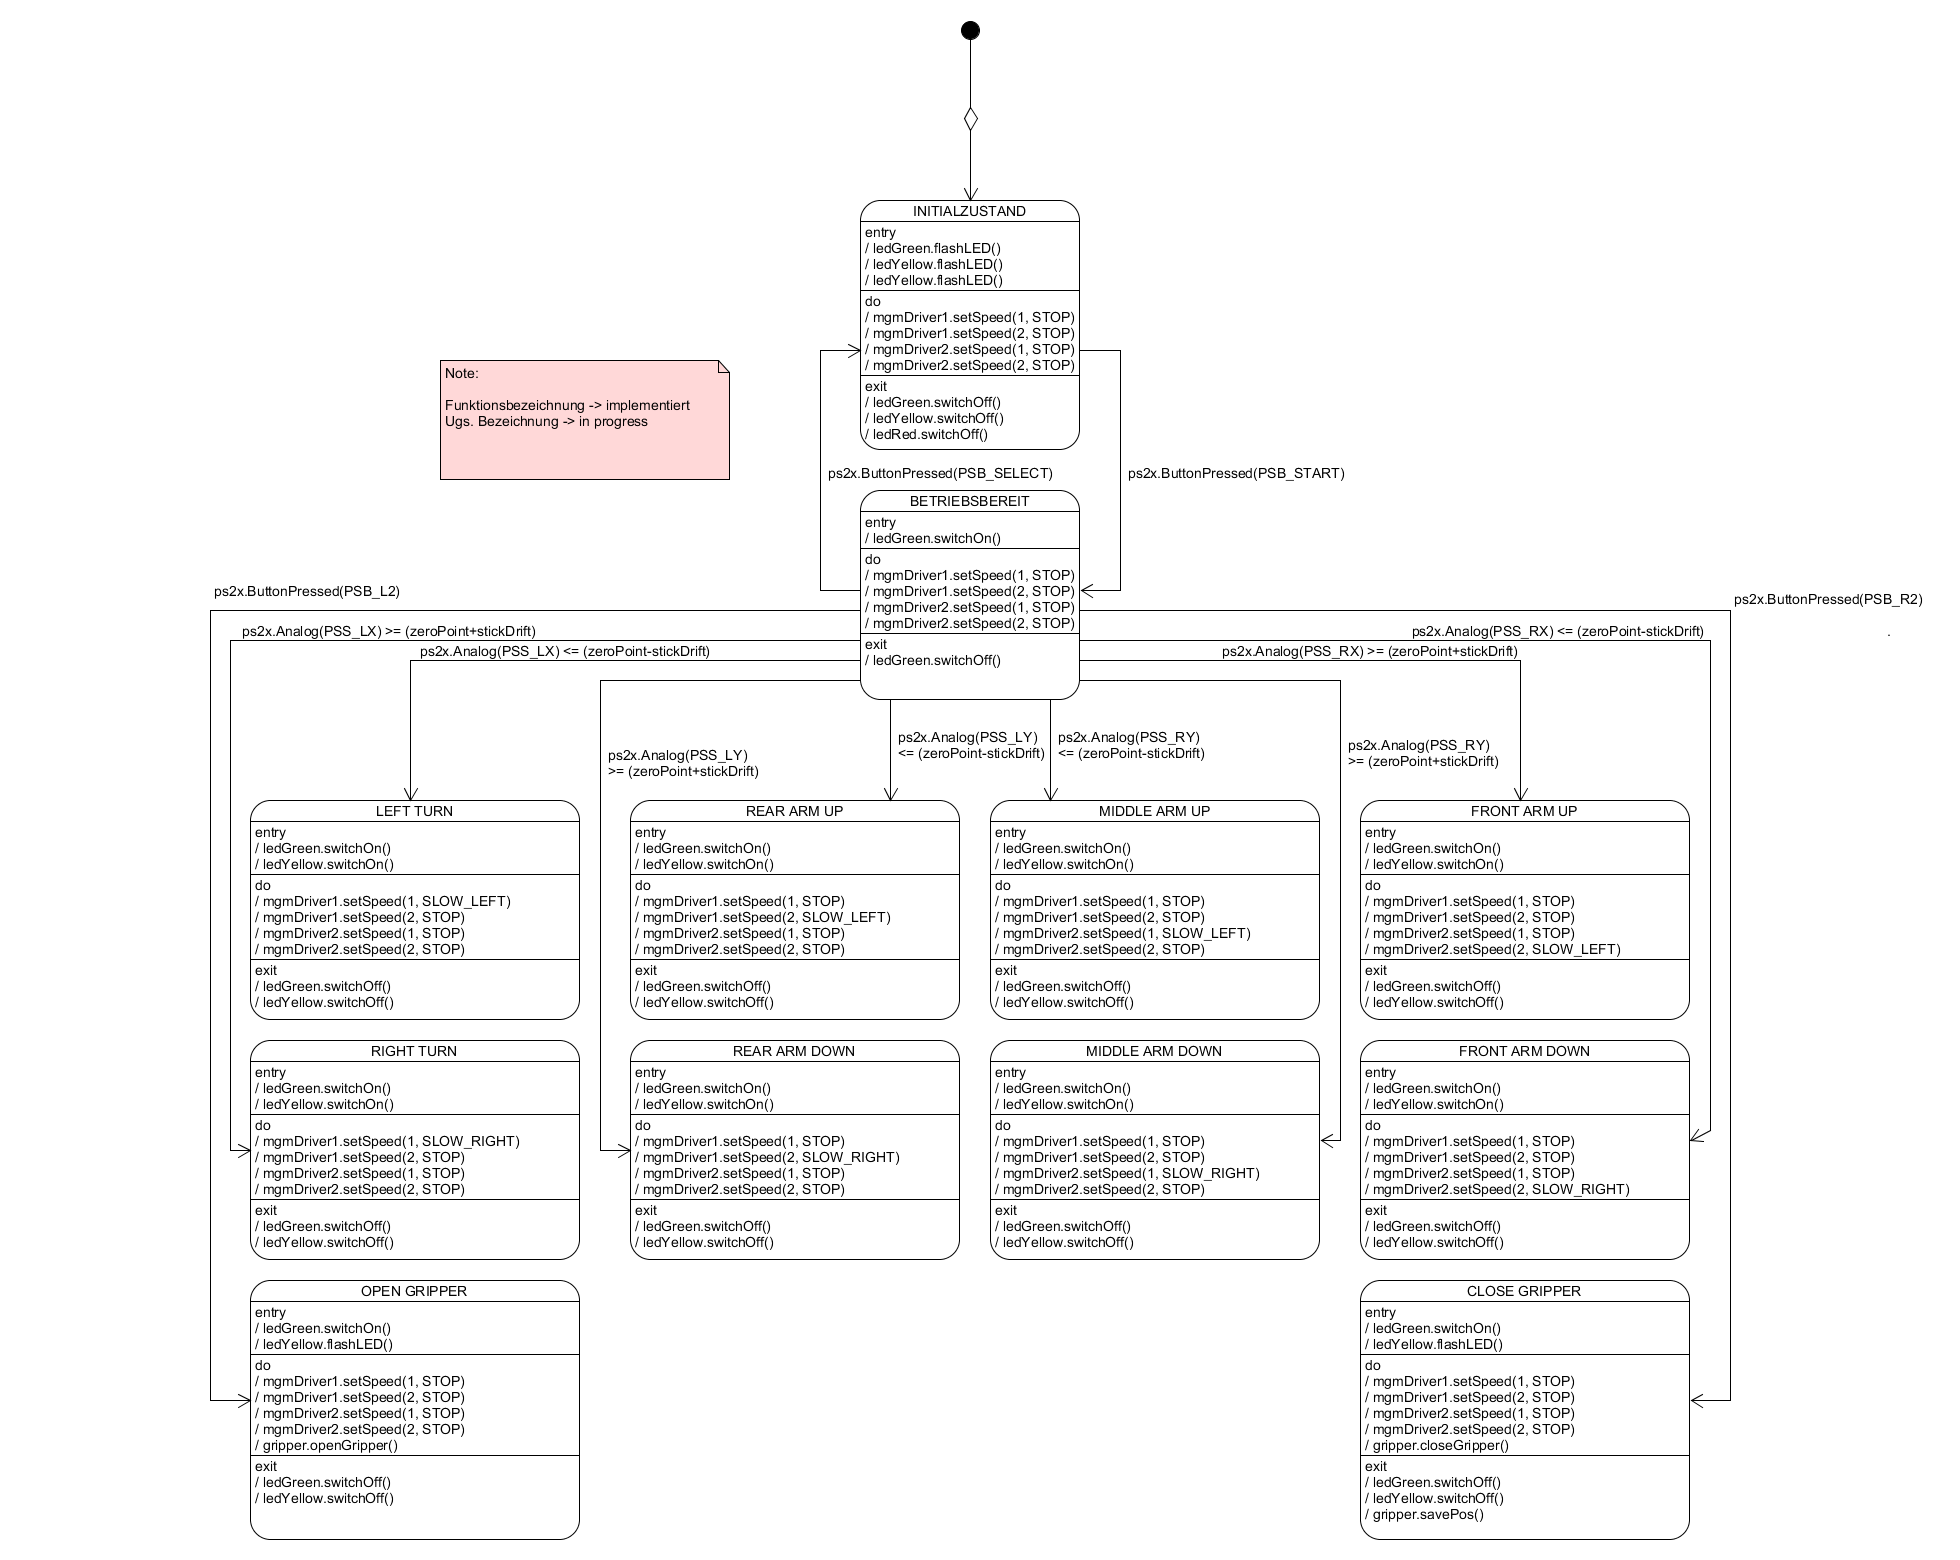 INITIALZUSTAND
entry
/ ledGreen.flashLED()
/ ledYellow.flashLED()
/ ledYellow.flashLED()
do
/ mgmDriver1.setSpeed(1, STOP)
/ mgmDriver1.setSpeed(2, STOP)
/ mgmDriver2.setSpeed(1, STOP)
/ mgmDriver2.setSpeed(2, STOP)
exit
/ ledGreen.switchOff()
/ ledYellow.switchOff()
/ ledRed.switchOff()
Note:
Funktionsbezeichnung -> implementiert
Ugs. Bezeichnung -> in progress
ps2x.ButtonPressed(PSB_SELECT)
ps2x.ButtonPressed(PSB_START)
BETRIEBSBEREIT
entry
/ ledGreen.switchOn()
do
/ mgmDriver1.setSpeed(1, STOP)
/ mgmDriver1.setSpeed(2, STOP)
/ mgmDriver2.setSpeed(1, STOP)
/ mgmDriver2.setSpeed(2, STOP)
exit
/ ledGreen.switchOff()
ps2x.ButtonPressed(PSB_L2)
ps2x.Analog(PSS_LX) >= (zeroPoint+stickDrift)
ps2x.Analog(PSS_LX) <= (zeroPoint-stickDrift)
ps2x.ButtonPressed(PSB_R2)
.
ps2x.Analog(PSS_RX) <= (zeroPoint-stickDrift)
ps2x.Analog(PSS_RX) >= (zeroPoint+stickDrift)
ps2x.Analog(PSS_LY)
>= (zeroPoint+stickDrift)
ps2x.Analog(PSS_LY)
<= (zeroPoint-stickDrift)
ps2x.Analog(PSS_RY)
<= (zeroPoint-stickDrift)
ps2x.Analog(PSS_RY)
>= (zeroPoint+stickDrift)
LEFT TURN
entry
/ ledGreen.switchOn()
/ ledYellow.switchOn()
do
/ mgmDriver1.setSpeed(1, SLOW_LEFT)
/ mgmDriver1.setSpeed(2, STOP)
/ mgmDriver2.setSpeed(1, STOP)
/ mgmDriver2.setSpeed(2, STOP)
exit
/ ledGreen.switchOff()
/ ledYellow.switchOff()
REAR ARM UP
entry
/ ledGreen.switchOn()
/ ledYellow.switchOn()
do
/ mgmDriver1.setSpeed(1, STOP)
/ mgmDriver1.setSpeed(2, SLOW_LEFT)
/ mgmDriver2.setSpeed(1, STOP)
/ mgmDriver2.setSpeed(2, STOP)
exit
/ ledGreen.switchOff()
/ ledYellow.switchOff()
MIDDLE ARM UP
entry
/ ledGreen.switchOn()
/ ledYellow.switchOn()
do
/ mgmDriver1.setSpeed(1, STOP)
/ mgmDriver1.setSpeed(2, STOP)
/ mgmDriver2.setSpeed(1, SLOW_LEFT)
/ mgmDriver2.setSpeed(2, STOP)
exit
/ ledGreen.switchOff()
/ ledYellow.switchOff()
FRONT ARM UP
entry
/ ledGreen.switchOn()
/ ledYellow.switchOn()
do
/ mgmDriver1.setSpeed(1, STOP)
/ mgmDriver1.setSpeed(2, STOP)
/ mgmDriver2.setSpeed(1, STOP)
/ mgmDriver2.setSpeed(2, SLOW_LEFT)
exit
/ ledGreen.switchOff()
/ ledYellow.switchOff()
RIGHT TURN
entry
/ ledGreen.switchOn()
/ ledYellow.switchOn()
do
/ mgmDriver1.setSpeed(1, SLOW_RIGHT)
/ mgmDriver1.setSpeed(2, STOP)
/ mgmDriver2.setSpeed(1, STOP)
/ mgmDriver2.setSpeed(2, STOP)
exit
/ ledGreen.switchOff()
/ ledYellow.switchOff()
REAR ARM DOWN
entry
/ ledGreen.switchOn()
/ ledYellow.switchOn()
do
/ mgmDriver1.setSpeed(1, STOP)
/ mgmDriver1.setSpeed(2, SLOW_RIGHT)
/ mgmDriver2.setSpeed(1, STOP)
/ mgmDriver2.setSpeed(2, STOP)
exit
/ ledGreen.switchOff()
/ ledYellow.switchOff()
MIDDLE ARM DOWN
entry
/ ledGreen.switchOn()
/ ledYellow.switchOn()
do
/ mgmDriver1.setSpeed(1, STOP)
/ mgmDriver1.setSpeed(2, STOP)
/ mgmDriver2.setSpeed(1, SLOW_RIGHT)
/ mgmDriver2.setSpeed(2, STOP)
exit
/ ledGreen.switchOff()
/ ledYellow.switchOff()
FRONT ARM DOWN
entry
/ ledGreen.switchOn()
/ ledYellow.switchOn()
do
/ mgmDriver1.setSpeed(1, STOP)
/ mgmDriver1.setSpeed(2, STOP)
/ mgmDriver2.setSpeed(1, STOP)
/ mgmDriver2.setSpeed(2, SLOW_RIGHT)
exit
/ ledGreen.switchOff()
/ ledYellow.switchOff()
OPEN GRIPPER
entry
/ ledGreen.switchOn()
/ ledYellow.flashLED()
do
/ mgmDriver1.setSpeed(1, STOP)
/ mgmDriver1.setSpeed(2, STOP)
/ mgmDriver2.setSpeed(1, STOP)
/ mgmDriver2.setSpeed(2, STOP)
/ gripper.openGripper()
exit
/ ledGreen.switchOff()
/ ledYellow.switchOff()
CLOSE GRIPPER
entry
/ ledGreen.switchOn()
/ ledYellow.flashLED()
do
/ mgmDriver1.setSpeed(1, STOP)
/ mgmDriver1.setSpeed(2, STOP)
/ mgmDriver2.setSpeed(1, STOP)
/ mgmDriver2.setSpeed(2, STOP)
/ gripper.closeGripper()
exit
/ ledGreen.switchOff()
/ ledYellow.switchOff()
/ gripper.savePos()